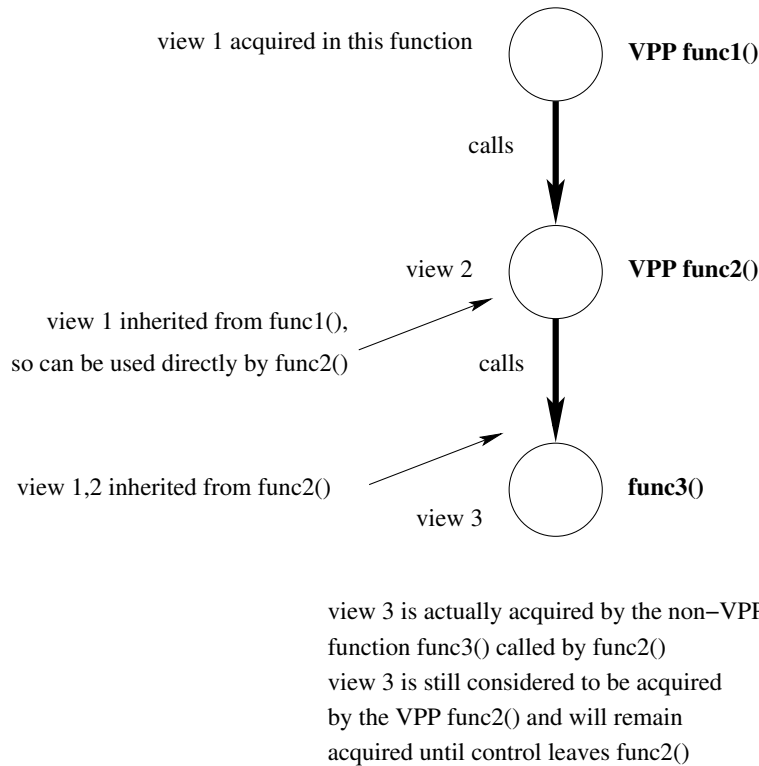 view 1 acquired in this function
VPP func1()
calls
view 2
VPP func2()
view 1 inherited from func1(),
so can be used directly by func2()
calls
view 1,2 inherited from func2()
func3()
view 3
view 3 is actually acquired by the non−VPP
function func3() called by func2()
view 3 is still considered to be acquired
by the VPP func2() and will remain
acquired until control leaves func2()